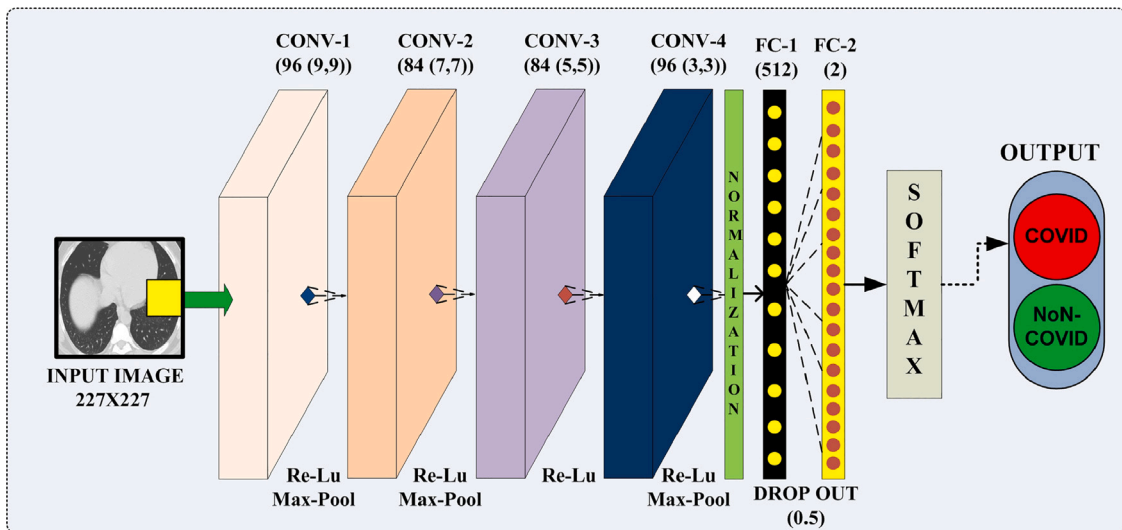 CONV-1
(96 (9,9))
CONV-2
(84 (7,7))
CONV-3
(84 (5,5))
CONV-4
(96 (3,3))
FC-1
(512)
FC-2
(2)
INPUT IMAGE
227X227
Re-Lu
Max-Pool
Re-Lu
Max-Pool
Re-Lu
Re-Lu
Max-Pool
NORMALIZATION
DROP OUT
(0.5)
SOFTMAX
OUTPUT
COVID
NoN-
COVID